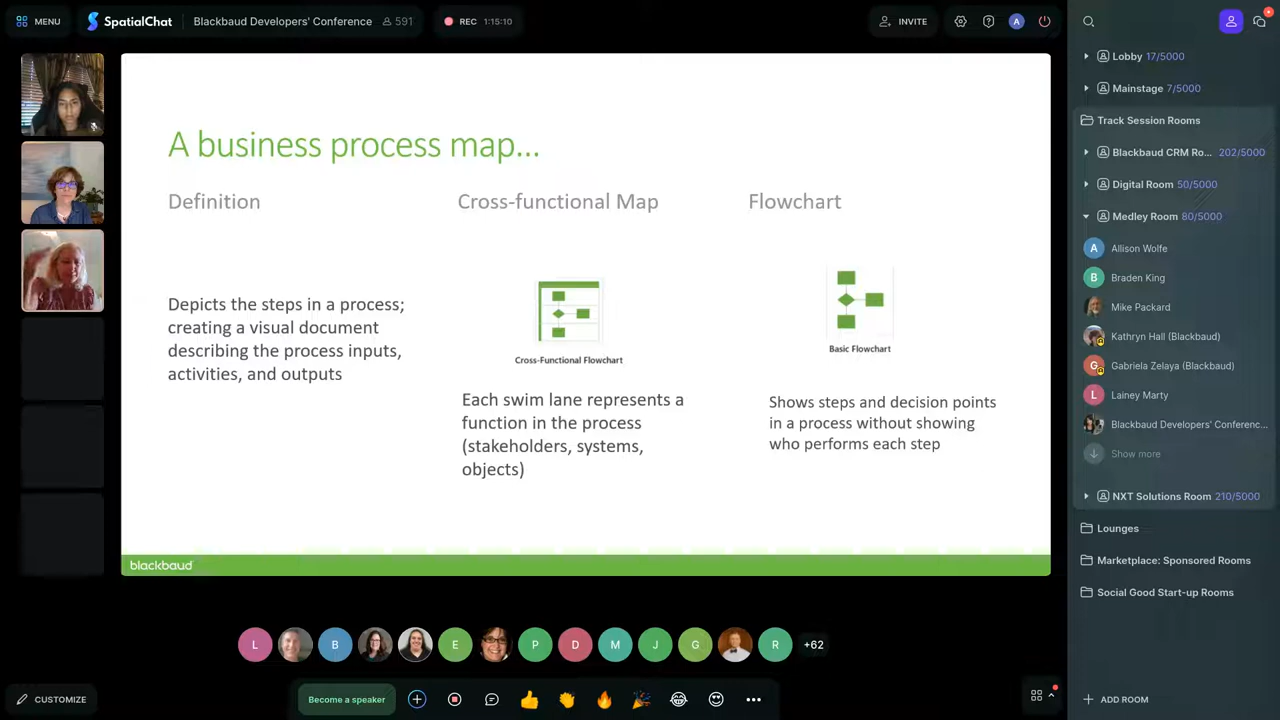 MENU
SpatialChat
Blackbaud Developers' Conference
591
REC
1:15:10
INVITE
A
A business process map...
Definition
Cross-functional Map
Flowchart
Depicts the steps in a process;
creating a visual document
describing the process inputs,
activities, and outputs
Cross-Functional Flowchart
Each swim lane represents a
function in the process
(stakeholders, systems,
objects)
Basic Flowchart
Shows steps and decision points
in a process without showing
who performs each step
blackbaud
L
B
E
P
D
M
J
G
R
+62
CUSTOMIZE
Become a speaker
Lobby 17/5000
Mainstage 7/5000
Track Session Rooms
Blackbaud CRM Ro... 202/5000
Digital Room 50/5000
Medley Room 80/5000
A Allison Wolfe
B Braden King
Mike Packard
Kathryn Hall (Blackbaud)
G Gabriela Zelaya (Blackbaud)
L Lainey Marty
Blackbaud Developers' Conferenc...
Show more
NXT Solutions Room 210/5000
Lounges
Marketplace: Sponsored Rooms
Social Good Start-up Rooms
ADD ROOM